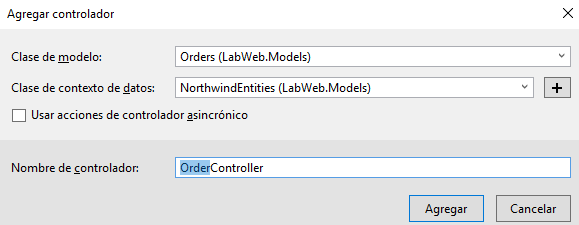 Agregar controlador
Clase de modelo: Orders (LabWeb.Models)
Clase de contexto de datos: NorthwindEntities (LabWeb.Models) +
Usar acciones de controlador asincrónico
Nombre de controlador: OrderController
Agregar Cancelar